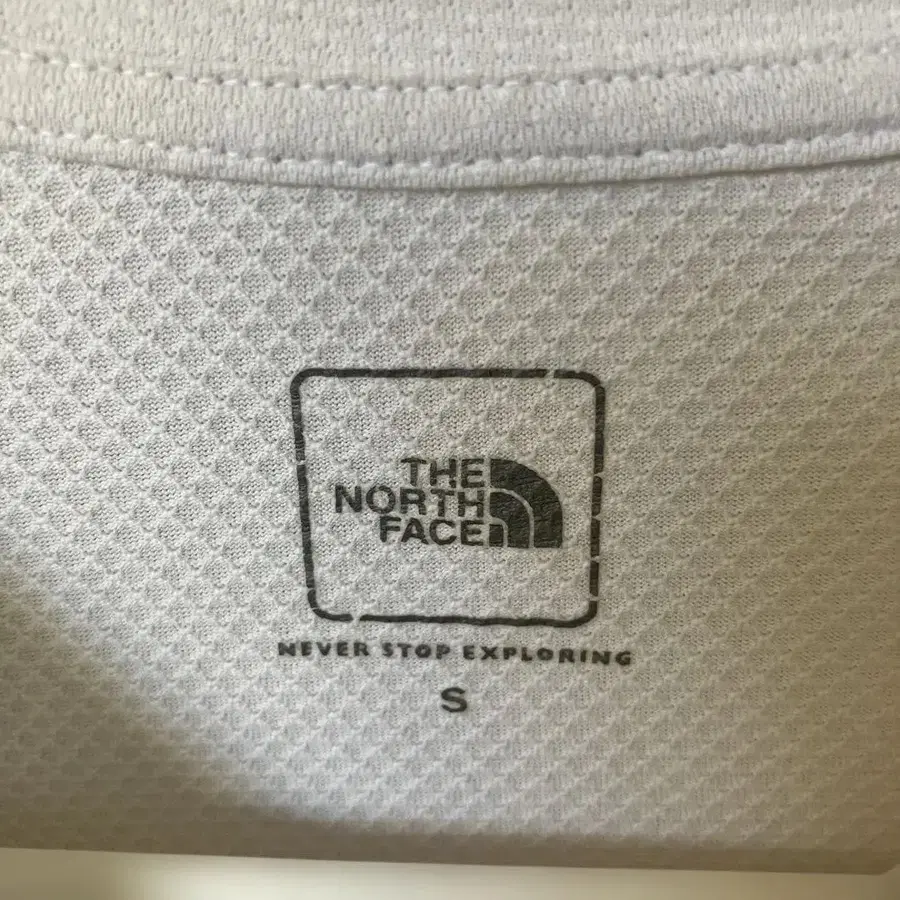 THE
NORTH
FACE
NEVER STOP EXPLORING
S